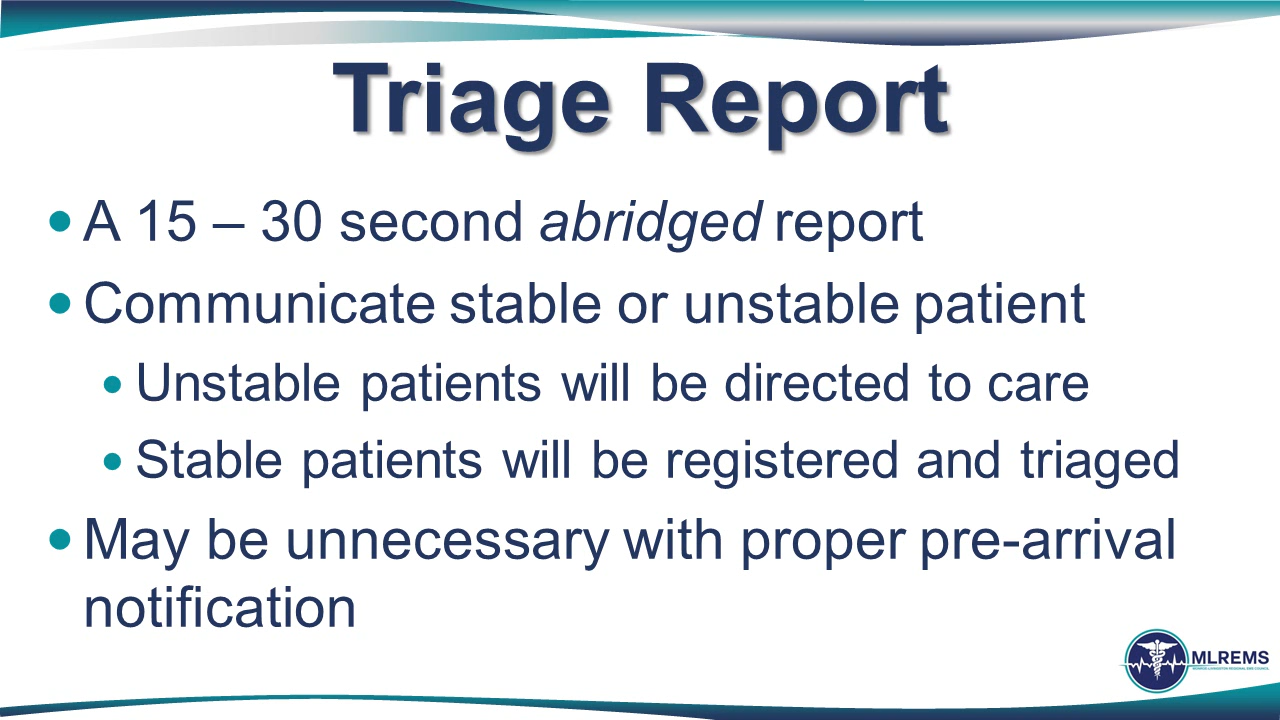 Triage Report
A 15 – 30 second abridged report
Communicate stable or unstable patient
Unstable patients will be directed to care
Stable patients will be registered and triaged
May be unnecessary with proper pre-arrival
notification
MLREMS